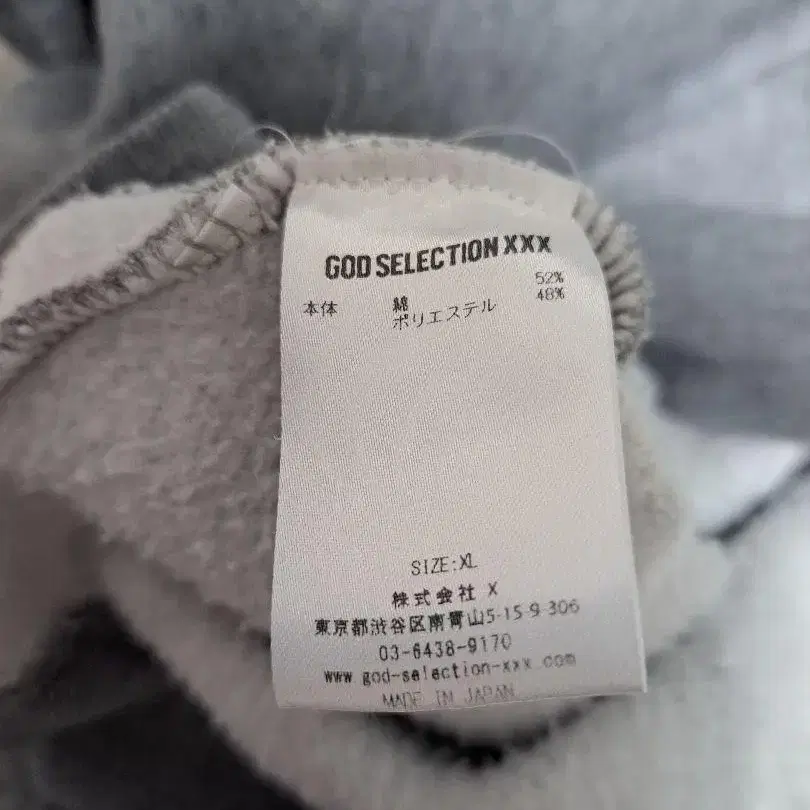 GOD SELECTION XXX
本体 綿 52%
ポリエステル 48%
SIZE:XL
株式会社 X
東京都渋谷区南青山5-15-9-306
03-6438-9170
www.god-selection-xxx.com
MADE IN JAPAN